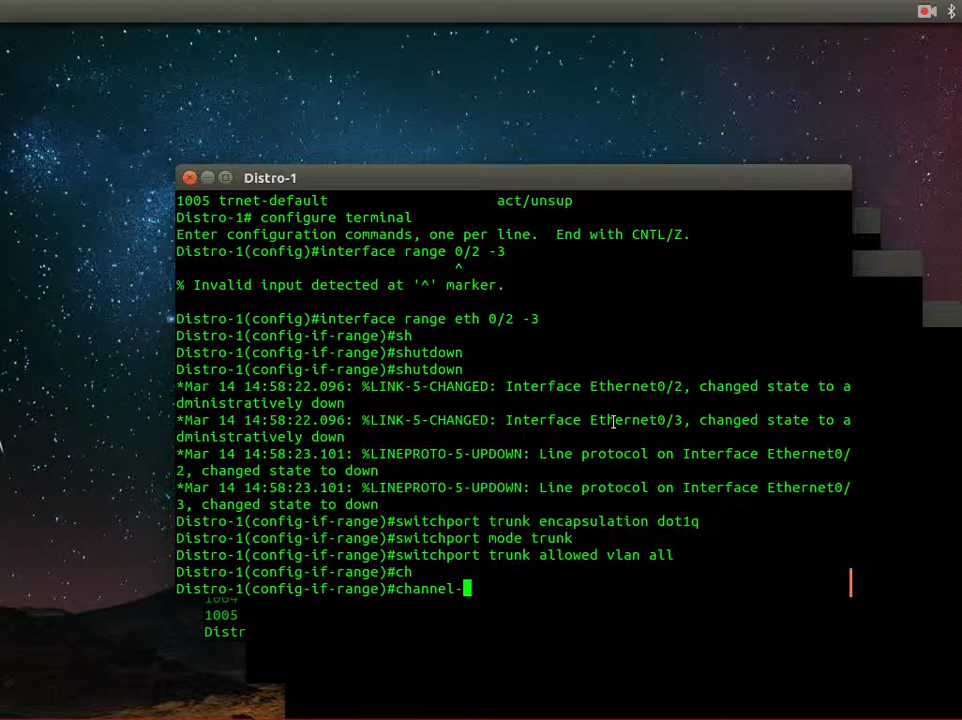 Distro-1
1005 trnet-default                    act/unsup
Distro-1# configure terminal
Enter configuration commands, one per line.  End with CNTL/Z.
Distro-1(config)#interface range 0/2 -3
^
% Invalid input detected at '^' marker.
Distro-1(config)#interface range eth 0/2 -3
Distro-1(config-if-range)#sh
Distro-1(config-if-range)#shutdown
Distro-1(config-if-range)#shutdown
*Mar 14 14:58:22.096: %LINK-5-CHANGED: Interface Ethernet0/2, changed state to a
dministratively down
*Mar 14 14:58:22.096: %LINK-5-CHANGED: Interface Ethernet0/3, changed state to a
dministratively down
*Mar 14 14:58:23.101: %LINEPROTO-5-UPDOWN: Line protocol on Interface Ethernet0/
2, changed state to down
*Mar 14 14:58:23.101: %LINEPROTO-5-UPDOWN: Line protocol on Interface Ethernet0/
3, changed state to down
Distro-1(config-if-range)#switchport trunk encapsulation dot1q
Distro-1(config-if-range)#switchport mode trunk
Distro-1(config-if-range)#switchport trunk allowed vlan all
Distro-1(config-if-range)#ch
Distro-1(config-if-range)#channel-
1004
1005
Distr